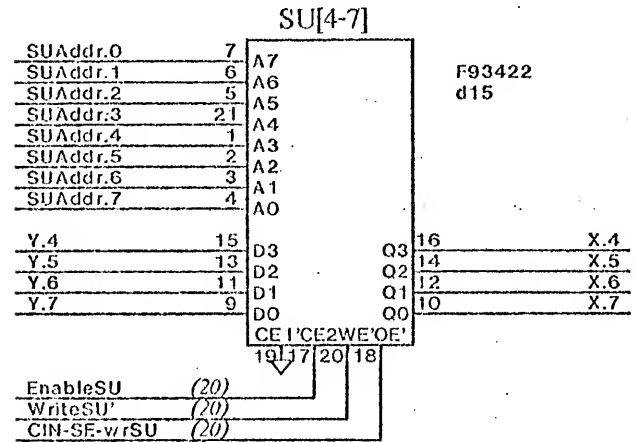 SU[4-7]
SUAddr.0 7 A7
SUAddr.1 6 A6
SUAddr.2 5 A5
SUAddr.3 21 A4
SUAddr.4 1 A3
SUAddr.5 2 A2
SUAddr.6 3 A1
SUAddr.7 4 A0
F93422
d15
Y.4 15 D3 Q3 16 X.4
Y.5 13 D2 Q2 14 X.5
Y.6 11 D1 Q1 12 X.6
Y.7 9 D0 Q0 10 X.7
CE1'CE2WE'OE'
19 17 20 18
EnableSU (20)
WriteSU' (20)
CIN-SE-wrSU (20)